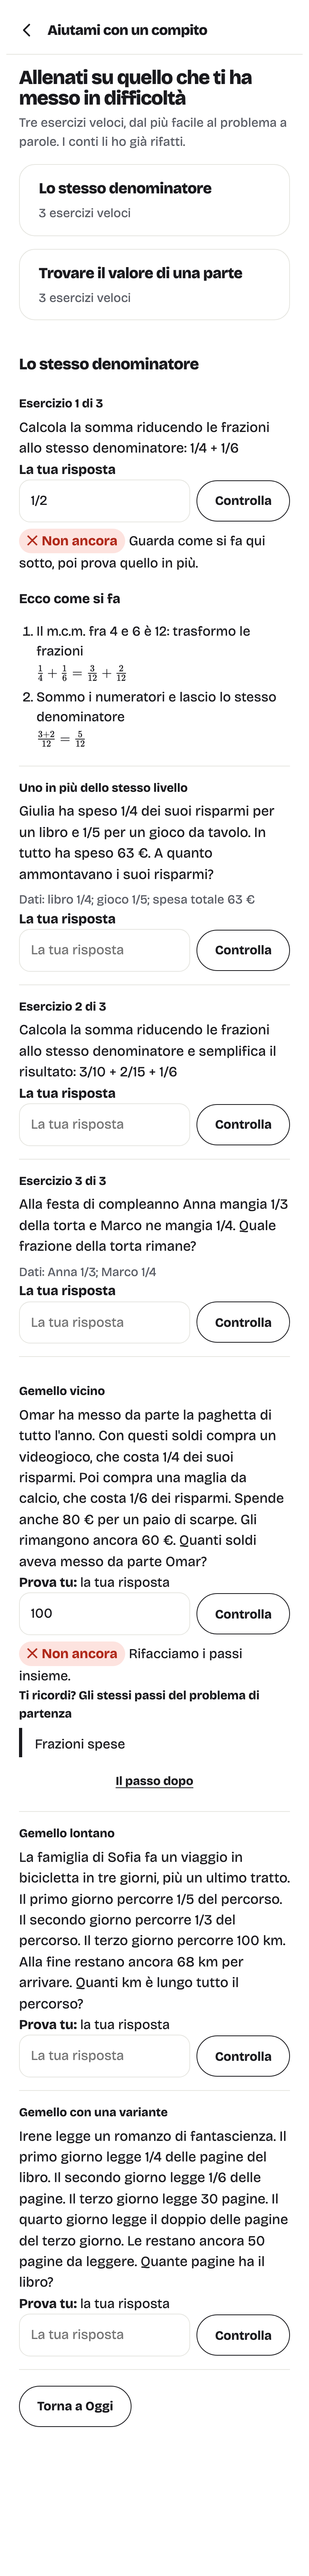 Aiutami con un compito
Allenati su quello che ti ha
messo in difficoltà
Tre esercizi veloci, dal più facile al problema a
parole. I conti li ho già rifatti.
Lo stesso denominatore
3 esercizi veloci
Trovare il valore di una parte
3 esercizi veloci
Lo stesso denominatore
Esercizio 1 di 3
Calcola la somma riducendo le frazioni
allo stesso denominatore: 1/4 + 1/6
La tua risposta
1/2
Controlla
Non ancora Guarda come si fa qui
sotto, poi prova quello in più.
Ecco come si fa
1. Il m.c.m. fra 4 e 6 è 12: trasformo le
frazioni
1/4 + 1/6 = 3/12 + 2/12
2. Sommo i numeratori e lascio lo stesso
denominatore
3+2/12 = 5/12
Uno in più dello stesso livello
Giulia ha speso 1/4 dei suoi risparmi per
un libro e 1/5 per un gioco da tavolo. In
tutto ha speso 63 €. A quanto
ammontavano i suoi risparmi?
Dati: libro 1/4; gioco 1/5; spesa totale 63 €
La tua risposta
La tua risposta
Controlla
Esercizio 2 di 3
Calcola la somma riducendo le frazioni
allo stesso denominatore e semplifica il
risultato: 3/10 + 2/15 + 1/6
La tua risposta
La tua risposta
Controlla
Esercizio 3 di 3
Alla festa di compleanno Anna mangia 1/3
della torta e Marco ne mangia 1/4. Quale
frazione della torta rimane?
Dati: Anna 1/3; Marco 1/4
La tua risposta
La tua risposta
Controlla
Gemello vicino
Omar ha messo da parte la paghetta di
tutto l'anno. Con questi soldi compra un
videogioco, che costa 1/4 dei suoi
risparmi. Poi compra una maglia da
calcio, che costa 1/6 dei risparmi. Spende
anche 80 € per un paio di scarpe. Gli
rimangono ancora 60 €. Quanti soldi
aveva messo da parte Omar?
Prova tu: la tua risposta
100
Controlla
Non ancora Rifacciamo i passi
insieme.
Ti ricordi? Gli stessi passi del problema di
partenza
Frazioni spese
Il passo dopo
Gemello lontano
La famiglia di Sofia fa un viaggio in
bicicletta in tre giorni, più un ultimo tratto.
Il primo giorno percorre 1/5 del percorso.
Il secondo giorno percorre 1/3 del
percorso. Il terzo giorno percorre 100 km.
Alla fine restano ancora 68 km per
arrivare. Quanti km è lungo tutto il
percorso?
Prova tu: la tua risposta
La tua risposta
Controlla
Gemello con una variante
Irene legge un romanzo di fantascienza. Il
primo giorno legge 1/4 delle pagine del
libro. Il secondo giorno legge 1/6 delle
pagine. Il terzo giorno legge 30 pagine. Il
quarto giorno legge il doppio delle pagine
del terzo giorno. Le restano ancora 50
pagine da leggere. Quante pagine ha il
libro?
Prova tu: la tua risposta
La tua risposta
Controlla
Torna a Oggi